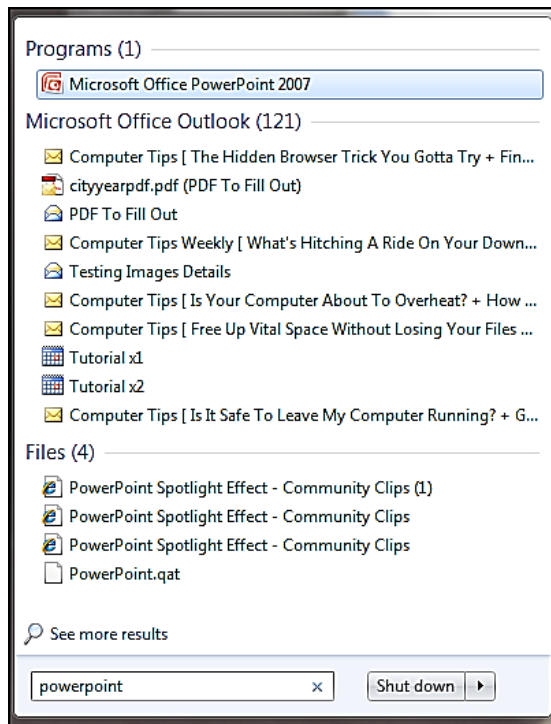 Programs (1)
Microsoft Office PowerPoint 2007
Microsoft Office Outlook (121)
Computer Tips [ The Hidden Browser Trick You Gotta Try + Fin...
cityyearpdf.pdf (PDF To Fill Out)
PDF To Fill Out
Computer Tips Weekly [ What's Hitching A Ride On Your Down...
Testing Images Details
Computer Tips [ Is Your Computer About To Overheat? + How ...
Computer Tips [ Free Up Vital Space Without Losing Your Files ...
Tutorial x1
Tutorial x2
Computer Tips [ Is It Safe To Leave My Computer Running? + G...
Files (4)
PowerPoint Spotlight Effect - Community Clips (1)
PowerPoint Spotlight Effect - Community Clips
PowerPoint Spotlight Effect - Community Clips
PowerPoint.qat
See more results
powerpoint
Shut down